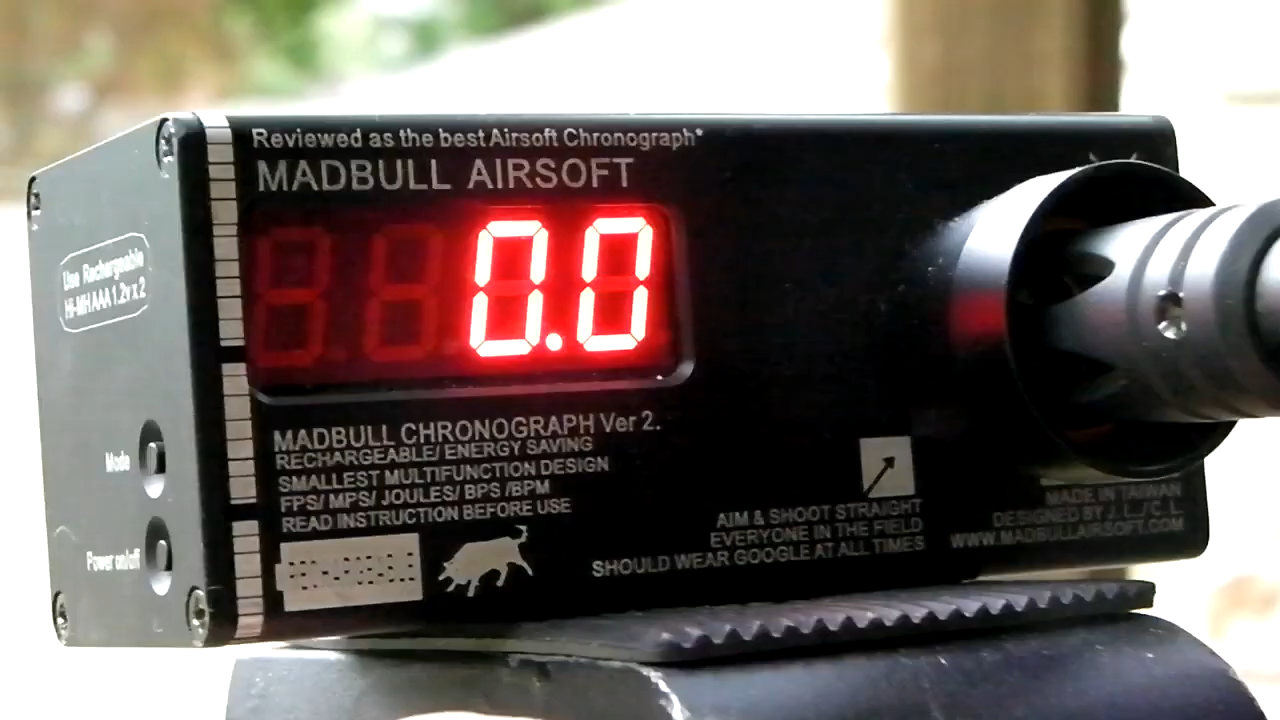 Reviewed as the best Airsoft Chronograph*
MADBULL AIRSOFT
0.0
Use Rechargeable
Hi-MH AAA 1.2v x 2
Mode
Power on/off
MADBULL CHRONOGRAPH Ver 2.
RECHARGEABLE/ ENERGY SAVING
SMALLEST MULTIFUNCTION DESIGN
FPS/ MPS/ JOULES/ BPS /BPM
READ INSTRUCTION BEFORE USE
AIM & SHOOT STRAIGHT
EVERYONE IN THE FIELD
SHOULD WEAR GOOGLE AT ALL TIMES
MADE IN TAIWAN
DESIGNED BY J. L./ C. L.
WWW.MADBULLAIRSOFT.COM